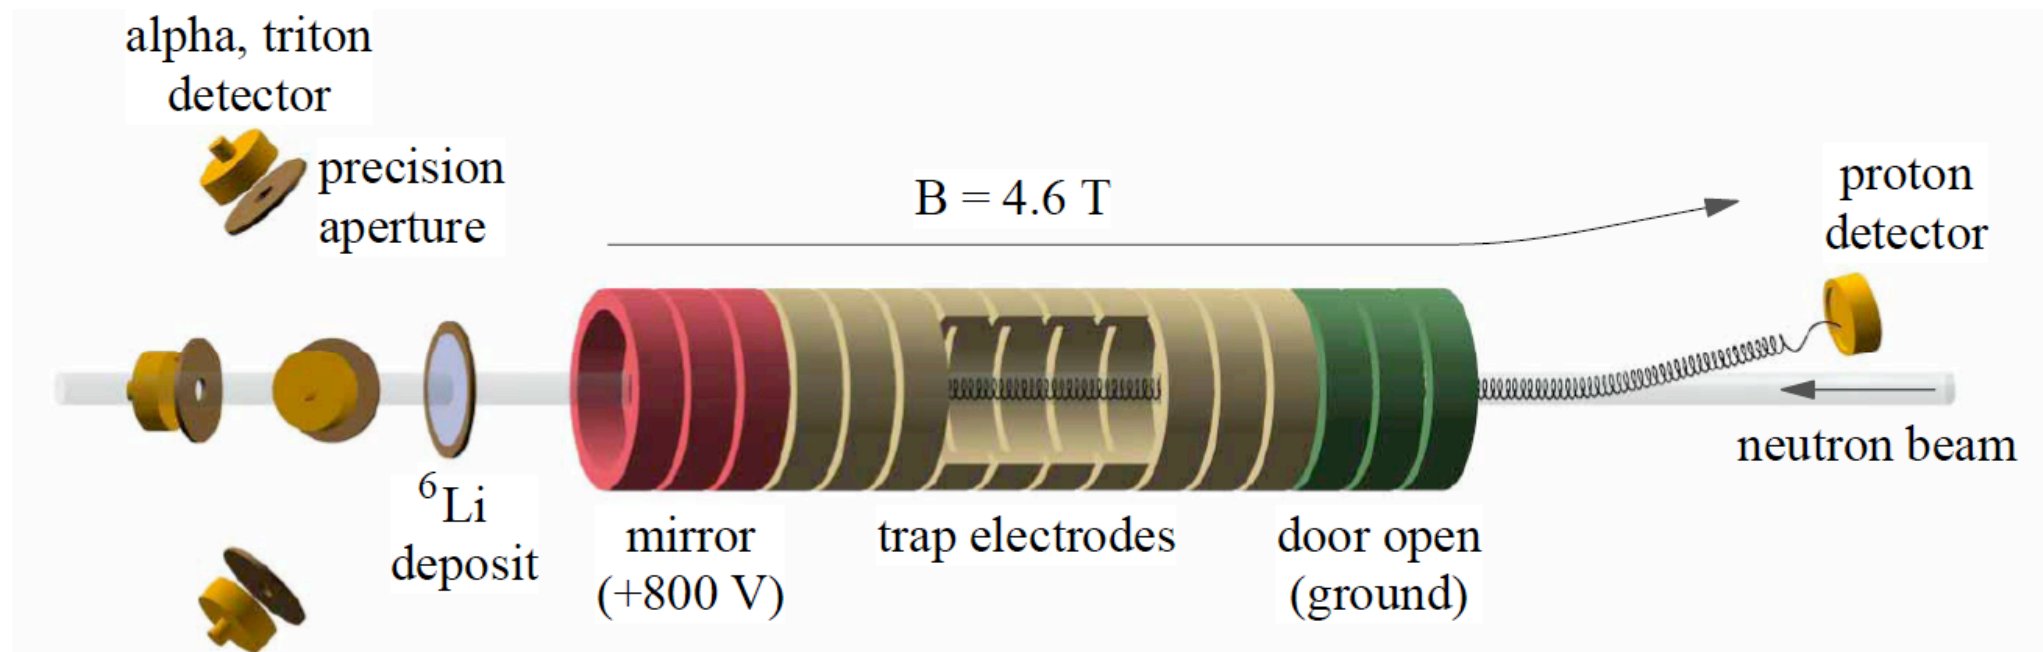 alpha, triton
detector
precision
aperture
B = 4.6 T
proton
detector
neutron beam
⁶Li
deposit
mirror
(+800 V)
trap electrodes
door open
(ground)